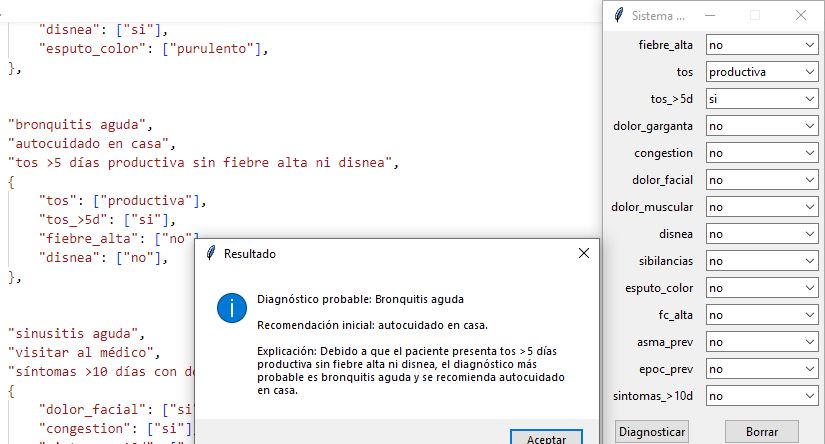 "disnea": ["si"],
"esputo_color": ["purulento"],
},
"bronquitis aguda",
"autocuidado en casa",
"tos >5 días productiva sin fiebre alta ni disnea",
{
"tos": ["productiva"],
"tos_>5d": ["si"],
"fiebre_alta": ["no"]
"disnea": ["no"],
},
"sinusitis aguda",
"visitar al médico",
"síntomas >10 días con do
{
"dolor_facial": ["si"
"congestion": ["si"],
Resultado
Diagnóstico probable: Bronquitis aguda
Recomendación inicial: autocuidado en casa.
Explicación: Debido a que el paciente presenta tos >5 días
productiva sin fiebre alta ni disnea, el diagnóstico más
probable es bronquitis aguda y se recomienda autocuidado
en casa.
Aceptar
Sistema ...
fiebre_alta no
tos productiva
tos_>5d si
dolor_garganta no
congestion no
dolor_facial no
dolor_muscular no
disnea no
sibilancias no
esputo_color no
fc_alta no
asma_prev no
epoc_prev no
sintomas_>10d no
Diagnosticar Borrar